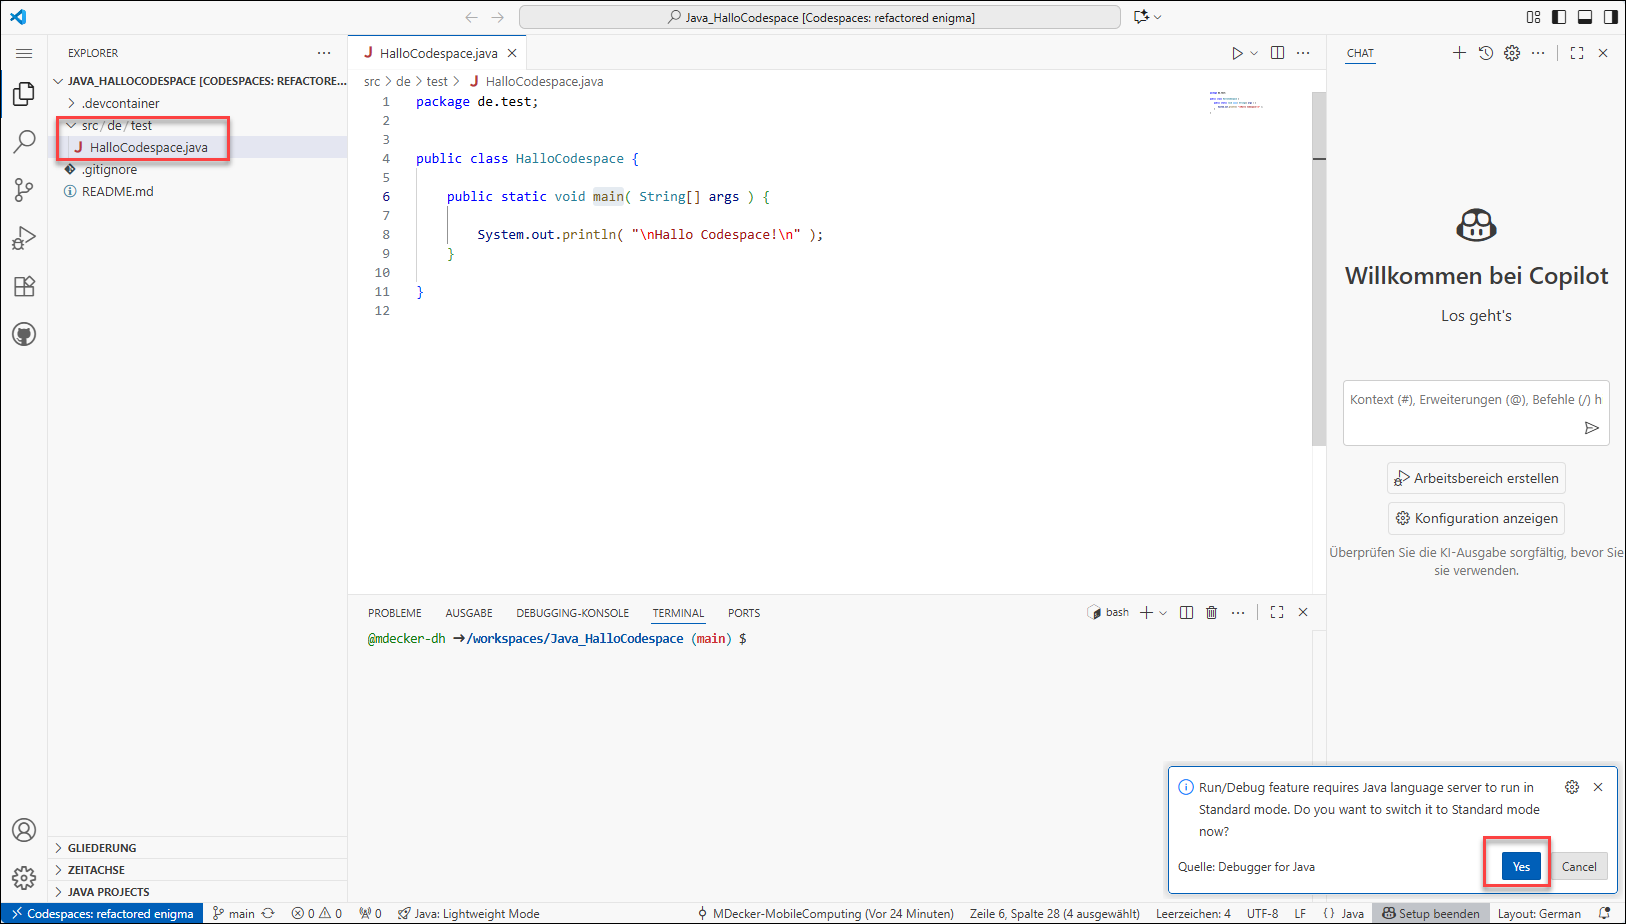 Java_HalloCodespace [Codespaces: refactored enigma]
EXPLORER
JAVA_HALLOCODESPACE [CODESPACES: REFACTORE...
.devcontainer
src / de / test
HalloCodespace.java
.gitignore
README.md
GLIEDERUNG
ZEITACHSE
JAVA PROJECTS
HalloCodespace.java
src > de > test > HalloCodespace.java
1 package de.test;
2
3
4 public class HalloCodespace {
5
6 public static void main( String[] args ) {
7
8 System.out.println( "\nHallo Codespace!\n" );
9 }
10
11 }
12
PROBLEME AUSGABE DEBUGGING-KONSOLE TERMINAL PORTS
bash
@mdecker-dh ➜/workspaces/Java_HalloCodespace (main) $
CHAT
Willkommen bei Copilot
Los geht's
Kontext (#), Erweiterungen (@), Befehle (/) h
Arbeitsbereich erstellen
Konfiguration anzeigen
Überprüfen Sie die KI-Ausgabe sorgfältig, bevor Sie
sie verwenden.
Run/Debug feature requires Java language server to run in
Standard mode. Do you want to switch it to Standard mode
now?
Quelle: Debugger for Java
Yes
Cancel
Codespaces: refactored enigma main 0 0 0 Java: Lightweight Mode MDecker-MobileComputing (Vor 24 Minuten) Zeile 6, Spalte 28 (4 ausgewählt) Leerzeichen: 4 UTF-8 LF {} Java Setup beenden Layout: German